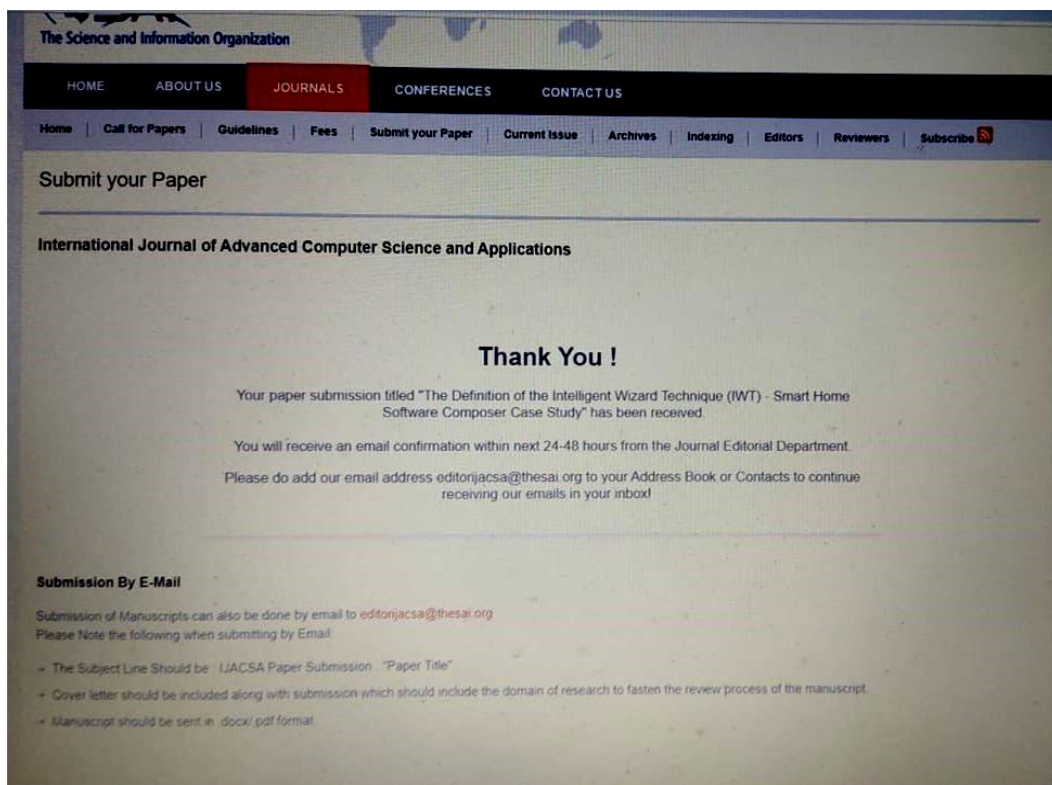 The Science and Information Organization
HOME ABOUT US JOURNALS CONFERENCES CONTACT US
Home | Call for Papers | Guidelines | Fees | Submit your Paper | Current Issue | Archives | Indexing | Editors | Reviewers | Subscribe
Submit your Paper
International Journal of Advanced Computer Science and Applications
Thank You !
Your paper submission titled "The Definition of the Intelligent Wizard Technique (IWT) - Smart Home
Software Composer Case Study" has been received.
You will receive an email confirmation within next 24-48 hours from the Journal Editorial Department.
Please do add our email address editorijacsa@thesai.org to your Address Book or Contacts to continue
receiving our emails in your inbox!
Submission By E-Mail
Submission of Manuscripts can also be done by email to editorijacsa@thesai.org
Please Note the following when submitting by Email:
→ The Subject Line Should be : IJACSA Paper Submission : "Paper Title"
→ Cover letter should be included along with submission which should include the domain of research to fasten the review process of the manuscript.
→ Manuscript should be sent in .docx/.pdf format